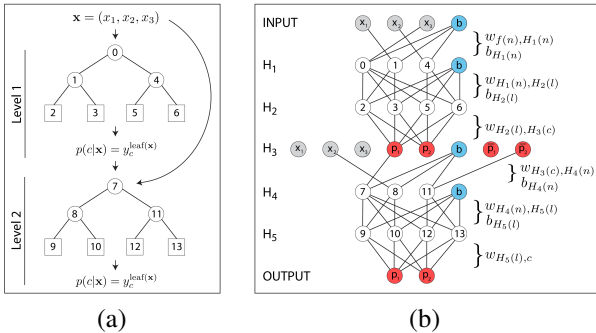 x = (x₁, x₂, x₃)
0
1 4
2 3 5 6
Level 1
p(c|x) = y_c^leaf(x)
7
8 11
9 10 12 13
Level 2
p(c|x) = y_c^leaf(x)
(a)
INPUT x₁ x₂ x₃ b
w_f(n),H₁(n)
b_H₁(n)
H₁ 0 1 4 b
w_H₁(n),H₂(l)
b_H₂(l)
H₂ 2 3 5 6
w_H₂(l),H₃(c)
H₃ x₁ x₂ x₃ p₁ p₂ b p₁ p₂
w_H₃(c),H₄(n)
b_H₄(n)
H₄ 7 8 11 b
w_H₄(n),H₅(l)
b_H₅(l)
H₅ 9 10 12 13
w_H₅(l),c
OUTPUT p₁ p₂
(b)